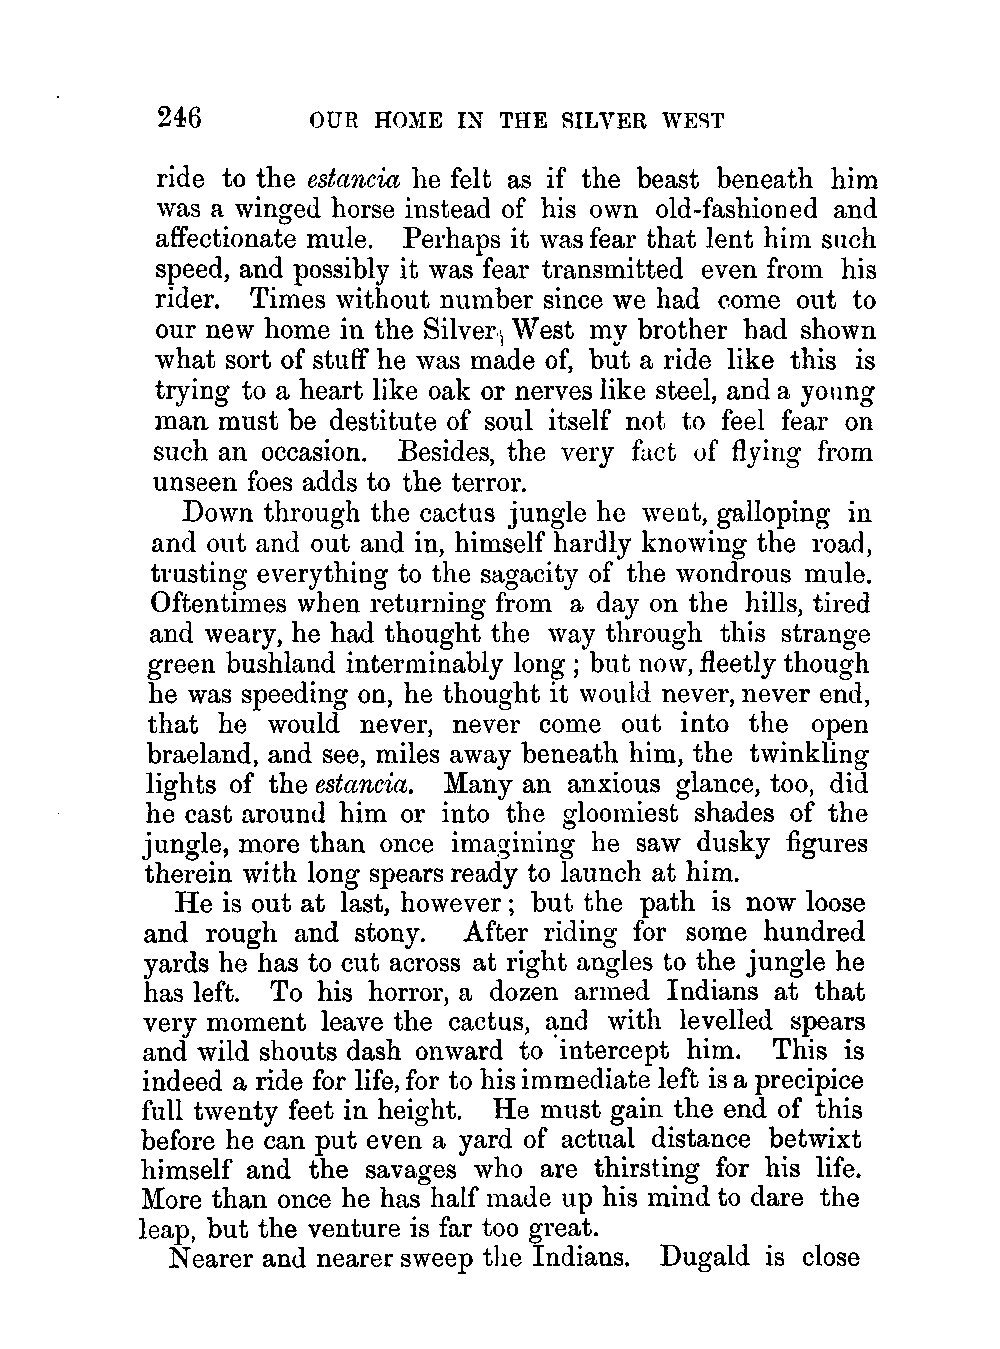 246 OUR HOME IN THE SILVER WEST
ride to the estancia he felt as if the beast beneath him
was a winged horse instead of his own old-fashioned and
affectionate mule. Perhaps it was fear that lent him such
speed, and possibly it was fear transmitted even from his
rider. Times without number since we had come out to
our new home in the Silver West my brother had shown
what sort of stuff he was made of, but a ride like this is
trying to a heart like oak or nerves like steel, and a young
man must be destitute of soul itself not to feel fear on
such an occasion. Besides, the very fact of flying from
unseen foes adds to the terror.
Down through the cactus jungle he went, galloping in
and out and out and in, himself hardly knowing the road,
trusting everything to the sagacity of the wondrous mule.
Oftentimes when returning from a day on the hills, tired
and weary, he had thought the way through this strange
green bushland interminably long ; but now, fleetly though
he was speeding on, he thought it would never, never end,
that he would never, never come out into the open
braeland, and see, miles away beneath him, the twinkling
lights of the estancia. Many an anxious glance, too, did
he cast around him or into the gloomiest shades of the
jungle, more than once imagining he saw dusky figures
therein with long spears ready to launch at him.
He is out at last, however ; but the path is now loose
and rough and stony. After riding for some hundred
yards he has to cut across at right angles to the jungle he
has left. To his horror, a dozen armed Indians at that
very moment leave the cactus, and with levelled spears
and wild shouts dash onward to intercept him. This is
indeed a ride for life, for to his immediate left is a precipice
full twenty feet in height. He must gain the end of this
before he can put even a yard of actual distance betwixt
himself and the savages who are thirsting for his life.
More than once he has half made up his mind to dare the
leap, but the venture is far too great.
Nearer and nearer sweep the Indians. Dugald is close